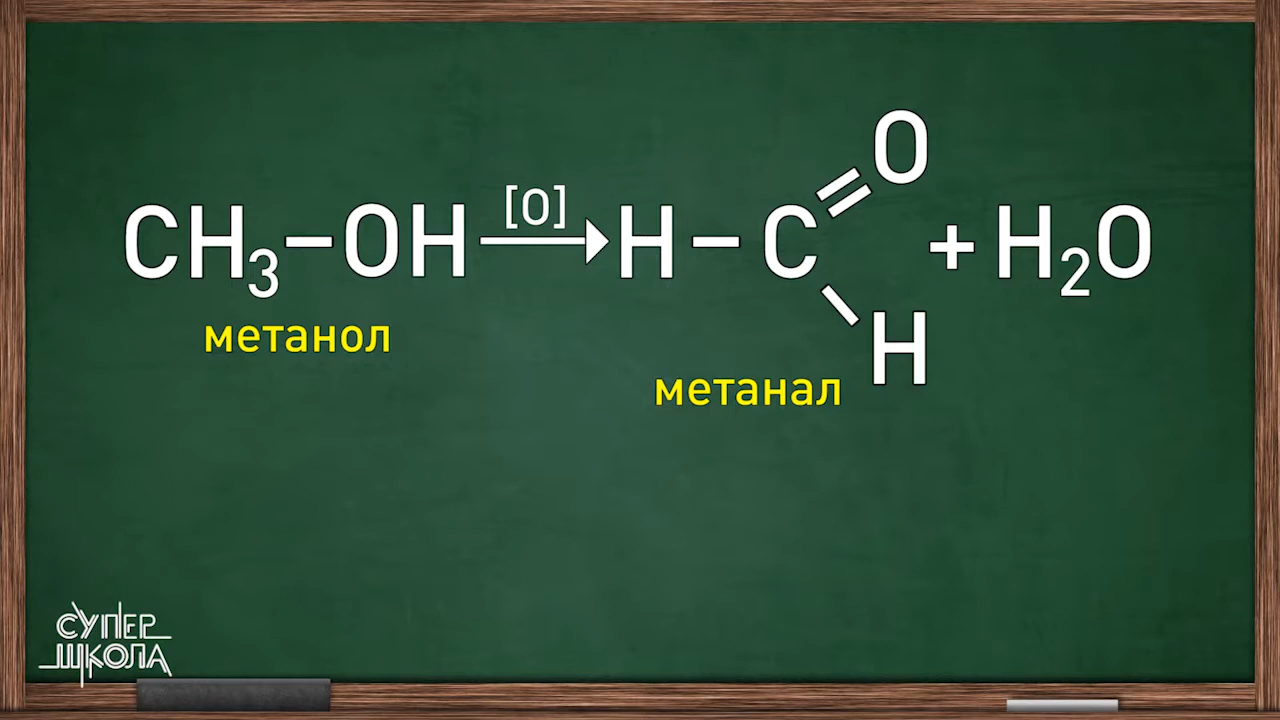 CH₃–OH [O]→ H–C(=O)–H + H₂O
метанол
метанал
СУПЕР
ШКОЛА